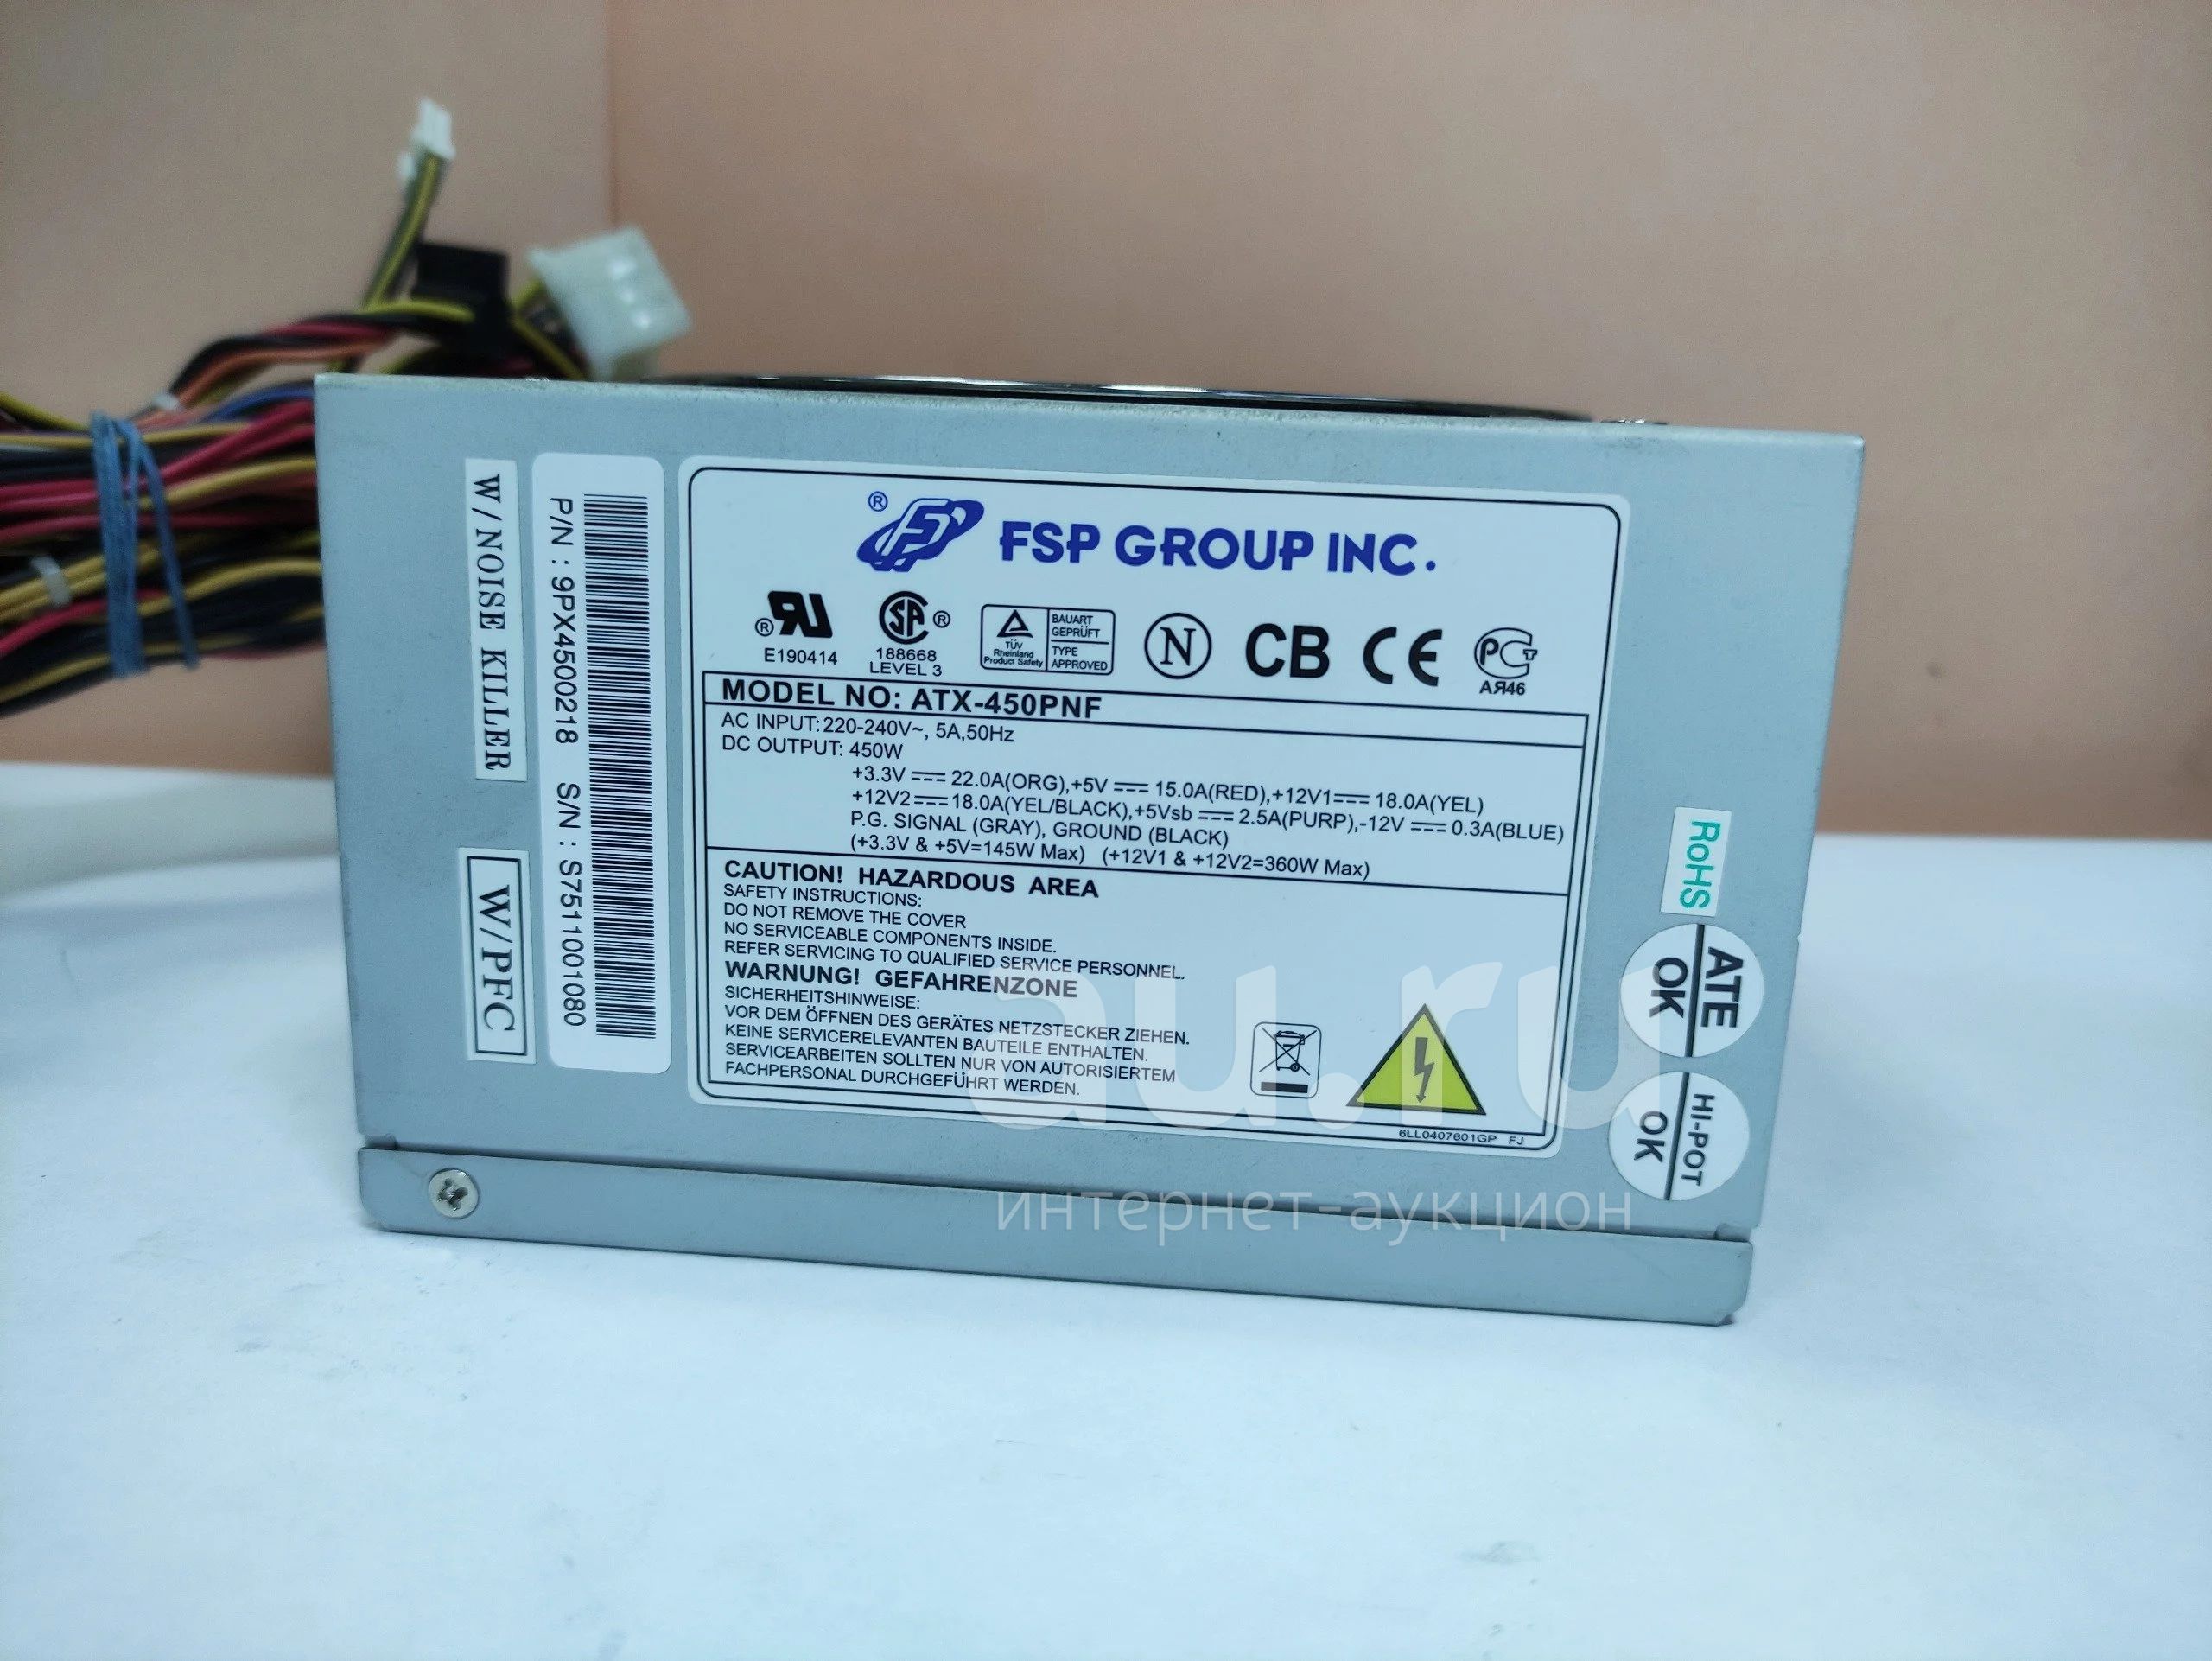 ® FSP GROUP INC.
® E190414
SA ®
188668
LEVEL 3
TÜV
Rheinland
Product Safety
BAUART
GEPRÜFT
TYPE
APPROVED
N
CB CE
PCT
АЯ46
MODEL NO: ATX-450PNF
AC INPUT: 220-240V~, 5A,50Hz
DC OUTPUT: 450W
+3.3V ⎓ 22.0A(ORG),+5V ⎓ 15.0A(RED),+12V1⎓ 18.0A(YEL)
+12V2⎓18.0A(YEL/BLACK),+5Vsb ⎓ 2.5A(PURP),-12V ⎓ 0.3A(BLUE)
P.G. SIGNAL (GRAY), GROUND (BLACK)
(+3.3V & +5V=145W Max) (+12V1 & +12V2=360W Max)
CAUTION! HAZARDOUS AREA
SAFETY INSTRUCTIONS:
DO NOT REMOVE THE COVER
NO SERVICEABLE COMPONENTS INSIDE.
REFER SERVICING TO QUALIFIED SERVICE PERSONNEL.
WARNUNG! GEFAHRENZONE
SICHERHEITSHINWEISE:
VOR DEM ÖFFNEN DES GERÄTES NETZSTECKER ZIEHEN.
KEINE SERVICERELEVANTEN BAUTEILE ENTHALTEN.
SERVICEARBEITEN SOLLTEN NUR VON AUTORISIERTEM
FACHPERSONAL DURCHGEFÜHRT WERDEN.
6LL0407601GP FJ
W/NOISE KILLER
W/PFC
P/N : 9PX4500218 S/N : S7511001080
RoHS
ATE
OK
HI-POT
OK
au.ru
интернет-аукцион